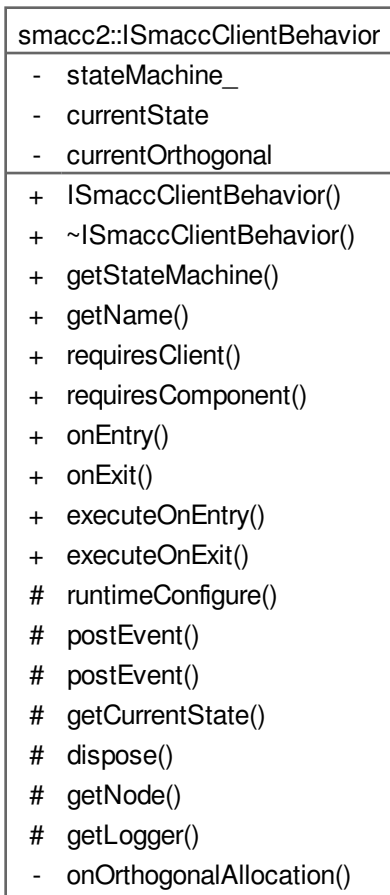 smacc2::ISmaccClientBehavior
- stateMachine_
- currentState
- currentOrthogonal
+ ISmaccClientBehavior()
+ ~ISmaccClientBehavior()
+ getStateMachine()
+ getName()
+ requiresClient()
+ requiresComponent()
+ onEntry()
+ onExit()
+ executeOnEntry()
+ executeOnExit()
# runtimeConfigure()
# postEvent()
# postEvent()
# getCurrentState()
# dispose()
# getNode()
# getLogger()
- onOrthogonalAllocation()